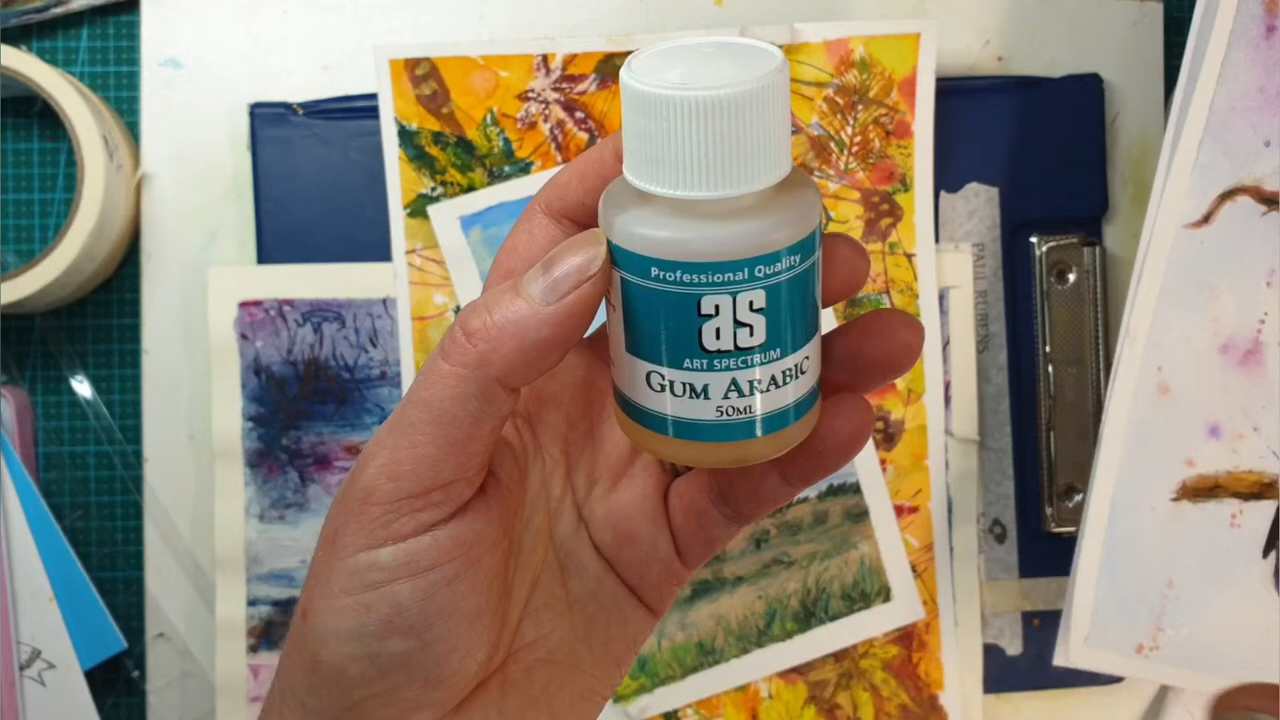 Professional Quality
as
ART SPECTRUM
GUM ARABIC
50ML
PAUL RUBENS